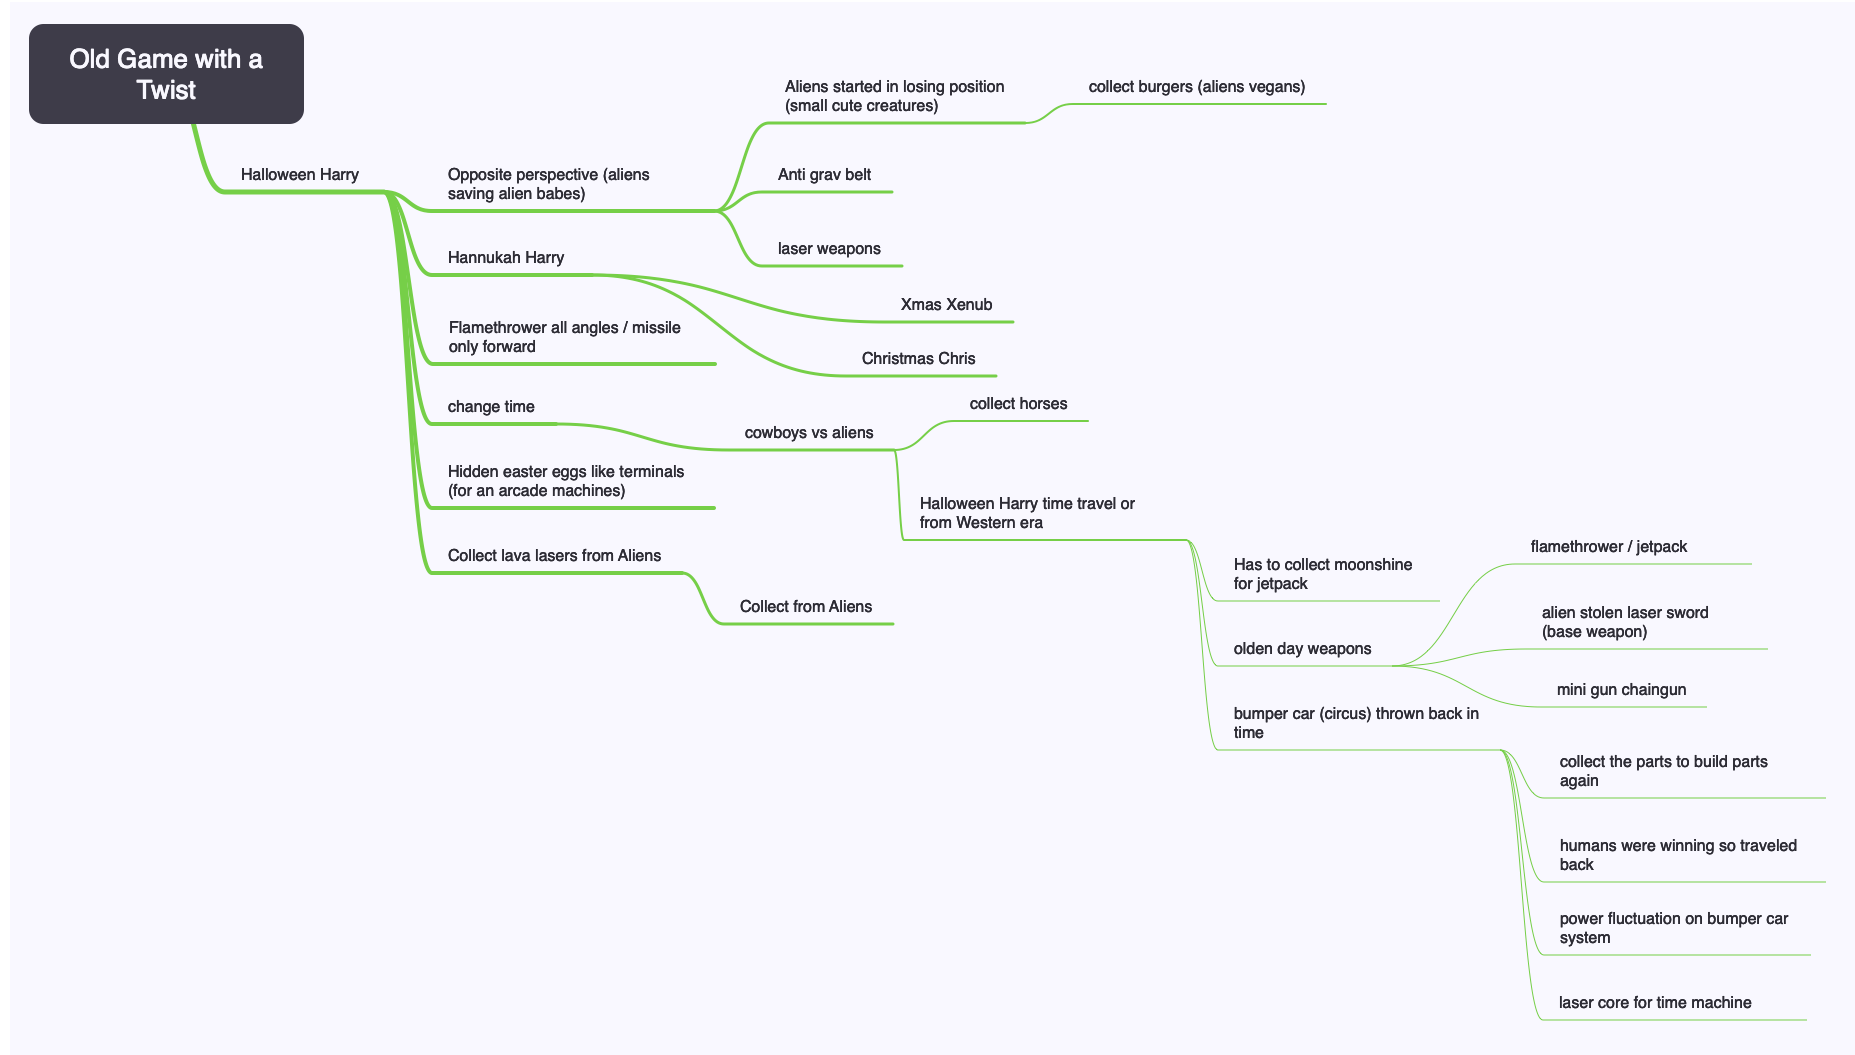 Old Game with a
Twist
Halloween Harry
Opposite perspective (aliens
saving alien babes)
Aliens started in losing position
(small cute creatures)
collect burgers (aliens vegans)
Anti grav belt
laser weapons
Hannukah Harry
Xmas Xenub
Christmas Chris
Flamethrower all angles / missile
only forward
change time
cowboys vs aliens
collect horses
Halloween Harry time travel or
from Western era
Has to collect moonshine
for jetpack
olden day weapons
flamethrower / jetpack
alien stolen laser sword
(base weapon)
mini gun chaingun
bumper car (circus) thrown back in
time
collect the parts to build parts
again
humans were winning so traveled
back
power fluctuation on bumper car
system
laser core for time machine
Hidden easter eggs like terminals
(for an arcade machines)
Collect lava lasers from Aliens
Collect from Aliens